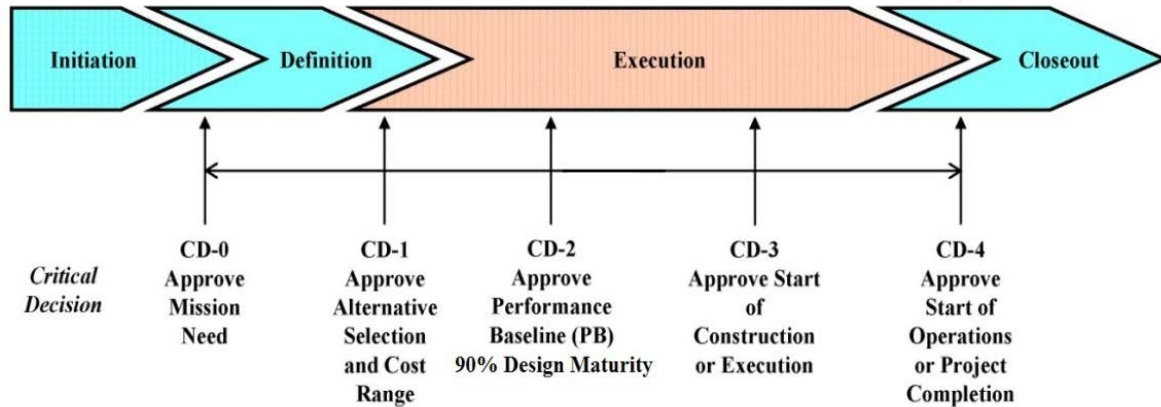 Initiation
Definition
Execution
Closeout
Critical
Decision
CD-0
Approve
Mission
Need
CD-1
Approve
Alternative
Selection
and Cost
Range
CD-2
Approve
Performance
Baseline (PB)
90% Design Maturity
CD-3
Approve Start
of
Construction
or Execution
CD-4
Approve
Start of
Operations
or Project
Completion